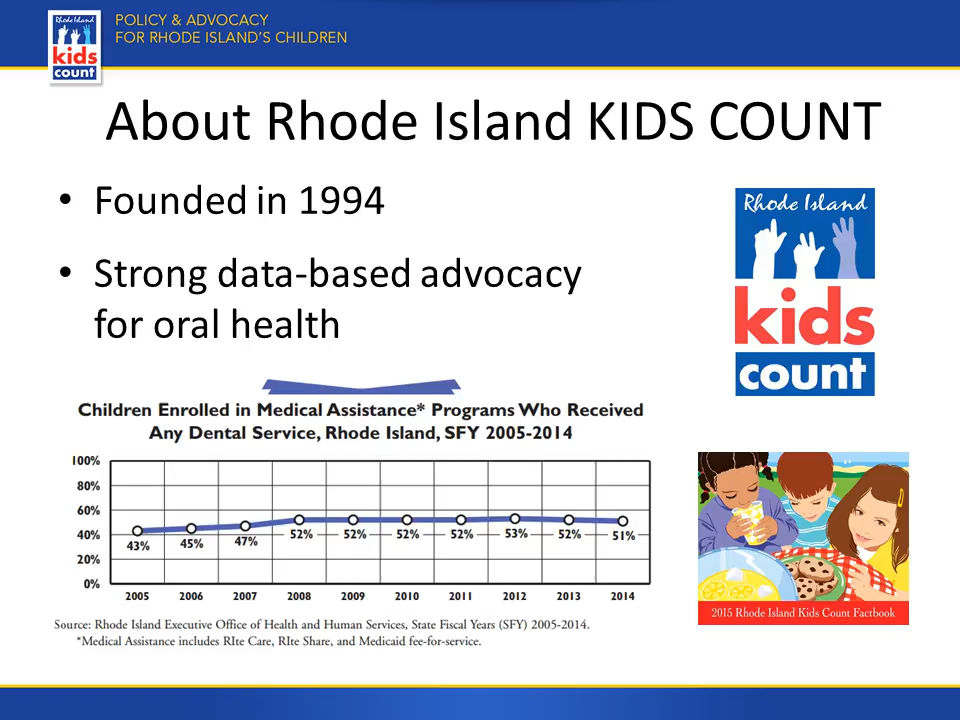 Rhode Island
kids
count
POLICY & ADVOCACY
FOR RHODE ISLAND'S CHILDREN
About Rhode Island KIDS COUNT
• Founded in 1994
• Strong data-based advocacy
for oral health
Rhode Island
kids
count
Children Enrolled in Medical Assistance* Programs Who Received
Any Dental Service, Rhode Island, SFY 2005-2014
100%
80%
60%
40%
20%
0%
43% 45% 47% 52% 52% 52% 52% 53% 52% 51%
2005 2006 2007 2008 2009 2010 2011 2012 2013 2014
Source: Rhode Island Executive Office of Health and Human Services, State Fiscal Years (SFY) 2005-2014.
*Medical Assistance includes RIte Care, RIte Share, and Medicaid fee-for-service.
2015 Rhode Island Kids Count Factbook